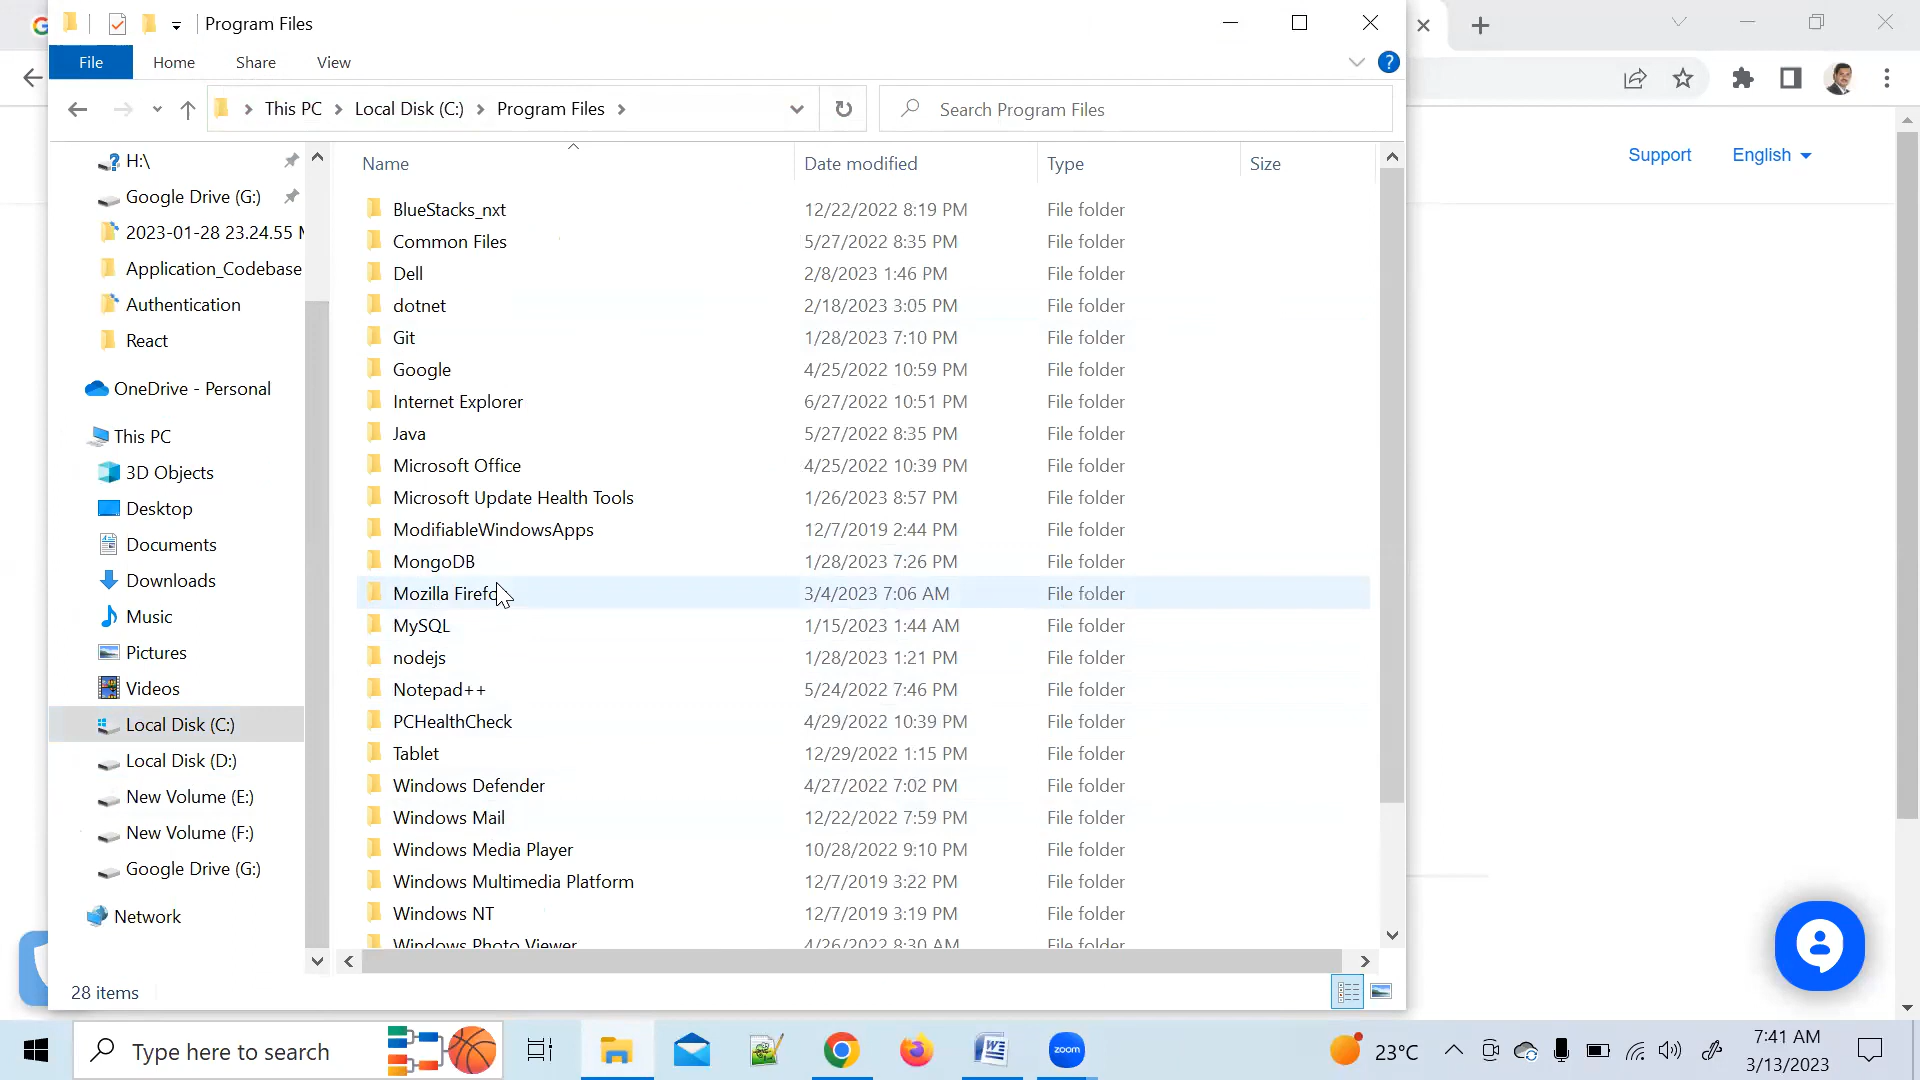 Program Files
File Home Share View
This PC Local Disk (C:) Program Files
Search Program Files
Support
English
H:\
Google Drive (G:)
2023-01-28 23.24.55
Application_Codebase
Authentication
React
OneDrive - Personal
This PC
3D Objects
Desktop
Documents
Downloads
Music
Pictures
Videos
Local Disk (C:)
Local Disk (D:)
New Volume (E:)
New Volume (F:)
Google Drive (G:)
Network
Name Date modified Type Size
BlueStacks_nxt 12/22/2022 8:19 PM File folder
Common Files 5/27/2022 8:35 PM File folder
Dell 2/8/2023 1:46 PM File folder
dotnet 2/18/2023 3:05 PM File folder
Git 1/28/2023 7:10 PM File folder
Google 4/25/2022 10:59 PM File folder
Internet Explorer 6/27/2022 10:51 PM File folder
Java 5/27/2022 8:35 PM File folder
Microsoft Office 4/25/2022 10:39 PM File folder
Microsoft Update Health Tools 1/26/2023 8:57 PM File folder
ModifiableWindowsApps 12/7/2019 2:44 PM File folder
MongoDB 1/28/2023 7:26 PM File folder
Mozilla Firefo 3/4/2023 7:06 AM File folder
MySQL 1/15/2023 1:44 AM File folder
nodejs 1/28/2023 1:21 PM File folder
Notepad++ 5/24/2022 7:46 PM File folder
PCHealthCheck 4/29/2022 10:39 PM File folder
Tablet 12/29/2022 1:15 PM File folder
Windows Defender 4/27/2022 7:02 PM File folder
Windows Mail 12/22/2022 7:59 PM File folder
Windows Media Player 10/28/2022 9:10 PM File folder
Windows Multimedia Platform 12/7/2019 3:22 PM File folder
Windows NT 12/7/2019 3:19 PM File folder
Windows Photo Viewer 4/26/2022 8:30 AM File folder
28 items
Type here to search
zoom
23°C
7:41 AM
3/13/2023